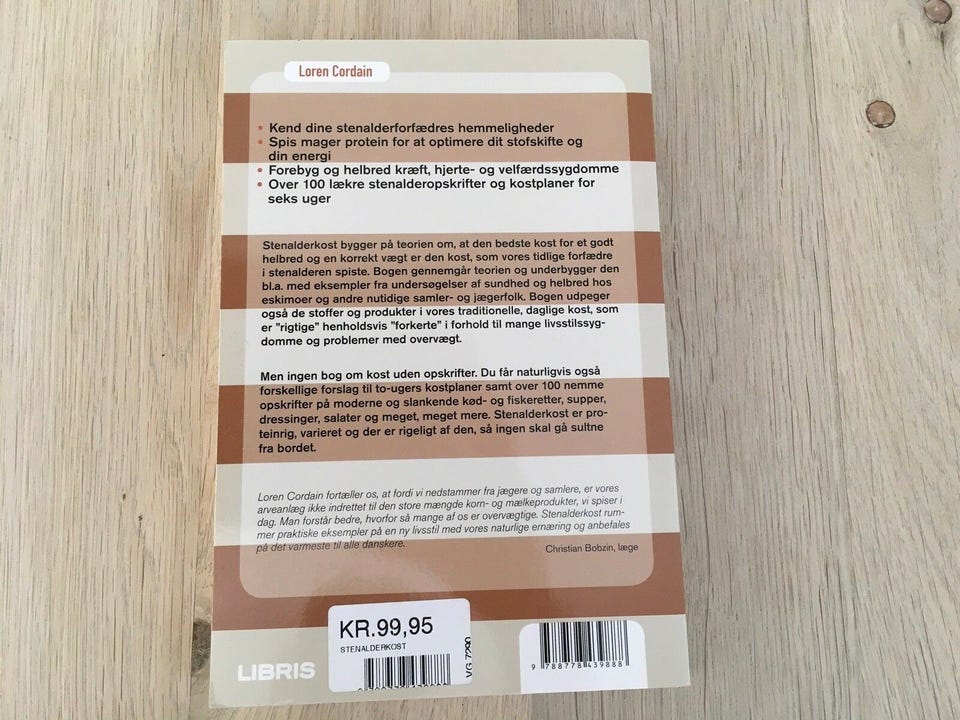 Loren Cordain
• Kend dine stenalderforfædres hemmeligheder
• Spis mager protein for at optimere dit stofskifte og
din energi
• Forebyg og helbred kræft, hjerte- og velfærdssygdomme
• Over 100 lækre stenalderopskrifter og kostplaner for
seks uger
Stenalderkost bygger på teorien om, at den bedste kost for et godt
helbred og en korrekt vægt er den kost, som vores tidlige forfædre
i stenalderen spiste. Bogen gennemgår teorien og underbygger den
bl.a. med eksempler fra undersøgelser af sundhed og helbred hos
eskimoer og andre nutidige samler- og jægerfolk. Bogen udpeger
også de stoffer og produkter i vores traditionelle, daglige kost, som
er "rigtige" henholdsvis "forkerte" i forhold til mange livsstilssyg-
domme og problemer med overvægt.
Men ingen bog om kost uden opskrifter. Du får naturligvis også
forskellige forslag til to-ugers kostplaner samt over 100 nemme
opskrifter på moderne og slankende kød- og fiskeretter, supper,
dressinger, salater og meget, meget mere. Stenalderkost er pro-
teinrig, varieret og der er rigeligt af den, så ingen skal gå sultne
fra bordet.
Loren Cordain fortæller os, at fordi vi nedstammer fra jægere og samlere, er vores
arveanlæg ikke indrettet til den store mængde korn- og mælkeprodukter, vi spiser i
dag. Man forstår bedre, hvorfor så mange af os er overvægtige. Stenalderkost rum-
mer praktiske eksempler på en ny livsstil med vores naturlige ernæring og anbefales
på det varmeste til alle danskere.
Christian Bobzin, læge
KR.99,95
STENALDERKOST
VG 7290
LIBRIS
9 788778 439888